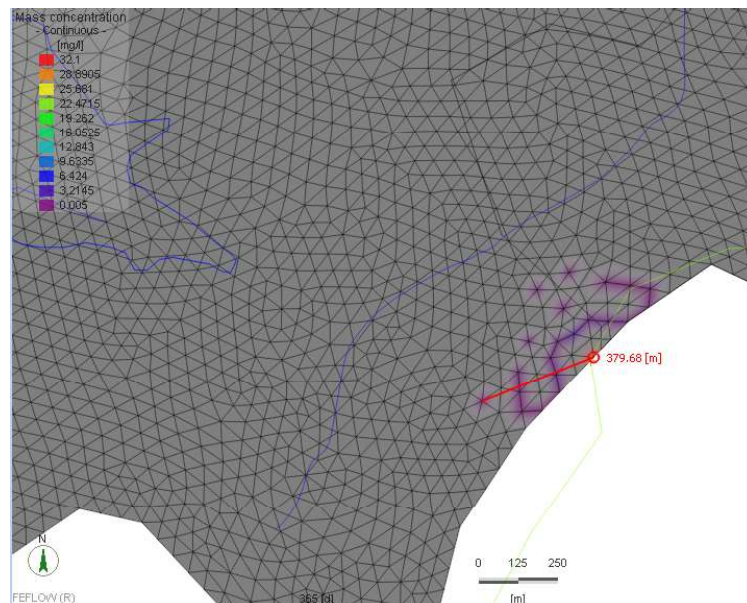 Mass concentration
- Continuous -
[mg/l]
32.1
28.8905
25.681
22.4715
19.262
16.0525
12.843
9.6335
6.424
3.2145
0.005
379.68 [m]
N
0 125 250
[m]
FEFLOW (R)
365 [d]